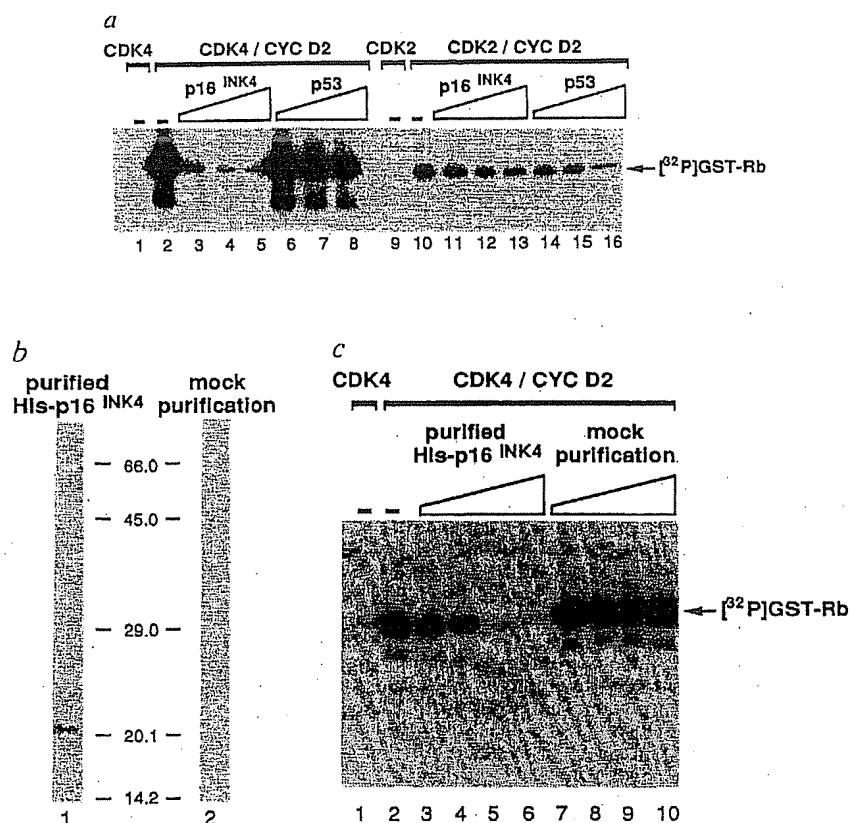 a
CDK4 CDK4 / CYC D2 CDK2 CDK2 / CYC D2
p16 INK4 p53 p16 INK4 p53
– – – –
[³²P]GST-Rb
1 2 3 4 5 6 7 8 9 10 11 12 13 14 15 16
b
purified His-p16 INK4
mock purification
– 66.0 –
– 45.0 –
– 29.0 –
– 20.1 –
– 14.2 –
1 2
c
CDK4 CDK4 / CYC D2
purified His-p16 INK4
mock purification
– –
[³²P]GST-Rb
1 2 3 4 5 6 7 8 9 10